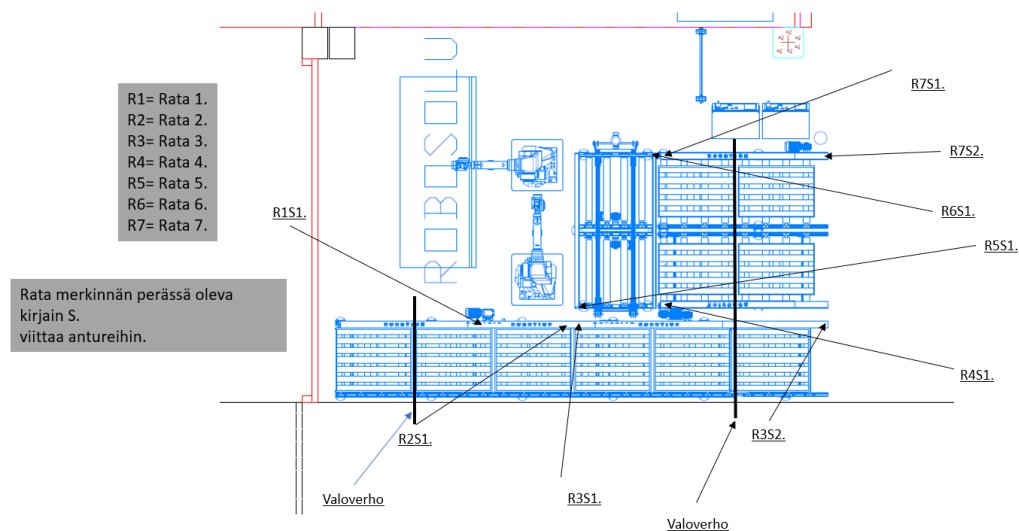 R1= Rata 1.
R2= Rata 2.
R3= Rata 3.
R4= Rata 4.
R5= Rata 5.
R6= Rata 6.
R7= Rata 7.
Rata merkinnän perässä oleva
kirjain S.
viittaa antureihin.
R7S1.
R7S2.
R6S1.
R1S1.
R5S1.
R4S1.
R2S1.
R3S2.
Valoverho
R3S1.
Valoverho